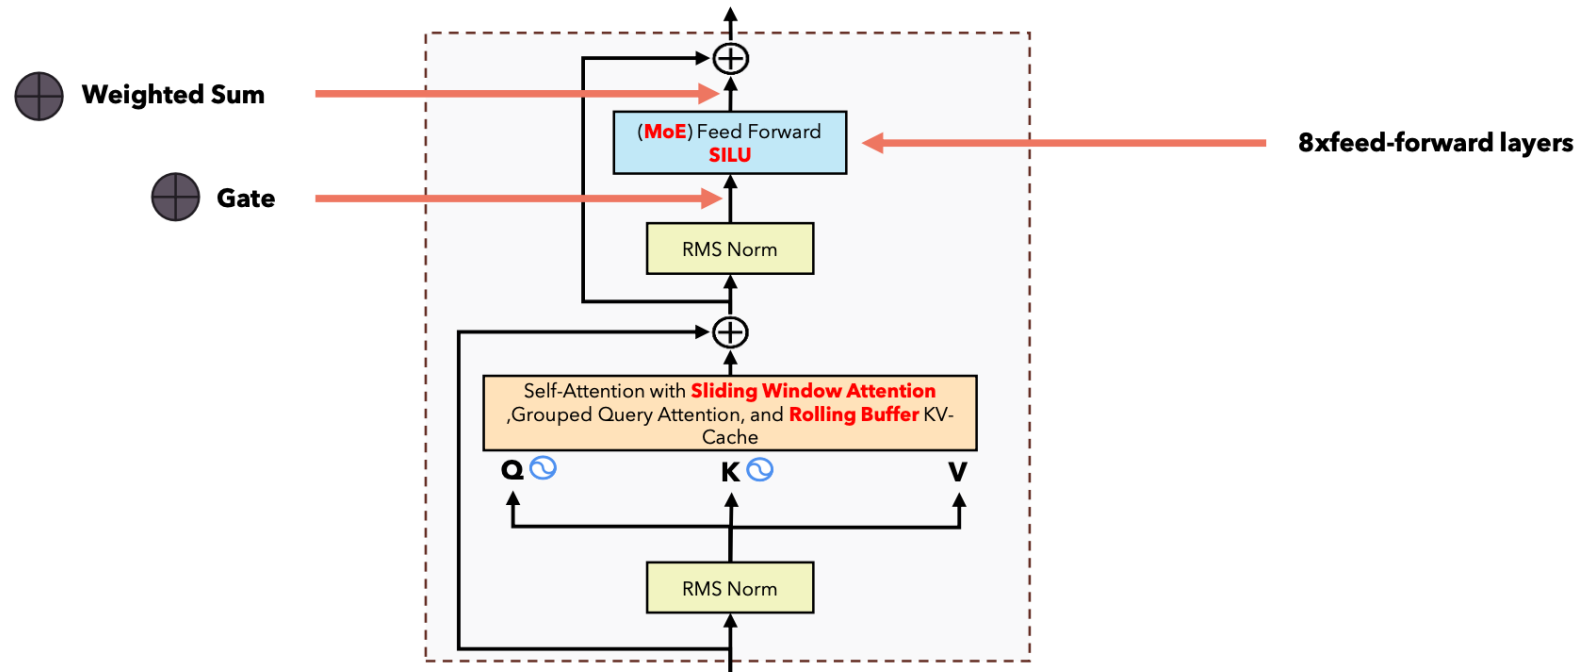 Weighted Sum
(MoE) Feed Forward
SILU
8xfeed-forward layers
Gate
RMS Norm
Self-Attention with Sliding Window Attention
,Grouped Query Attention, and Rolling Buffer KV-
Cache
Q K V
RMS Norm